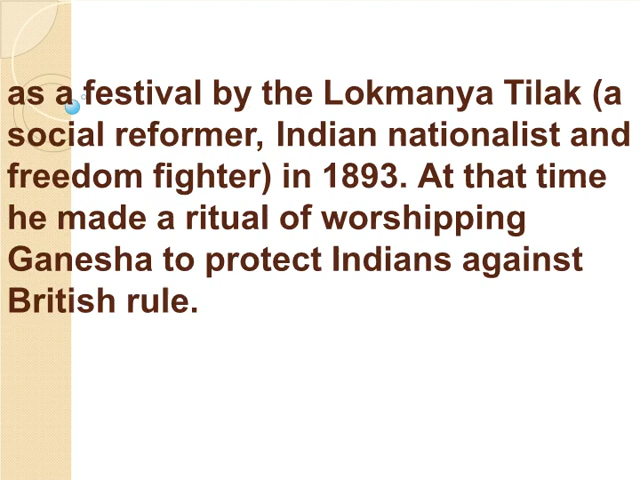 as a festival by the Lokmanya Tilak (a
social reformer, Indian nationalist and
freedom fighter) in 1893. At that time
he made a ritual of worshipping
Ganesha to protect Indians against
British rule.